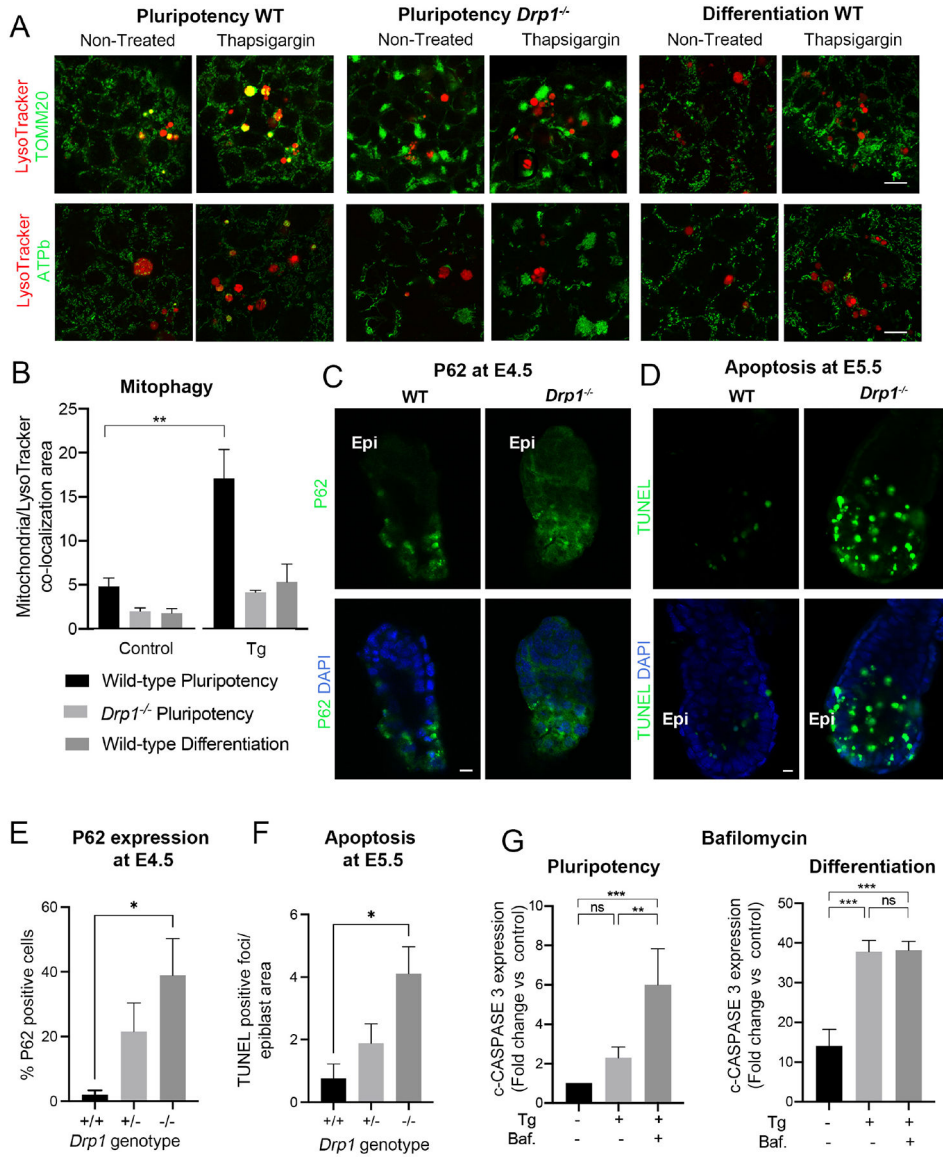 A
Pluripotency WT
Pluripotency Drp1-/-
Differentiation WT
Non-Treated
Thapsigargin
Non-Treated
Thapsigargin
Non-Treated
Thapsigargin
LysoTracker
TOMM20
LysoTracker
ATPb
B
Mitophagy
Mitochondria/LysoTracker
co-localization area
25
20
15
10
5
0
**
Control
Tg
Wild-type Pluripotency
Drp1-/- Pluripotency
Wild-type Differentiation
C
P62 at E4.5
WT
Drp1-/-
Epi
Epi
P62
P62 DAPI
D
Apoptosis at E5.5
WT
Drp1-/-
TUNEL
TUNEL DAPI
Epi
Epi
E
P62 expression
at E4.5
% P62 positive cells
60
40
20
0
*
+/+
+/-
-/-
Drp1 genotype
F
Apoptosis
at E5.5
TUNEL positive foci/
epiblast area
6
4
2
0
*
+/+
+/-
-/-
Drp1 genotype
G
Bafilomycin
Pluripotency
c-CASPASE 3 expression
(Fold change vs control)
10
8
6
4
2
0
***
ns
**
Tg - + +
Baf. - - +
Differentiation
c-CASPASE 3 expression
(Fold change vs control)
50
40
30
20
10
0
***
***
ns
Tg - + +
Baf. - - +